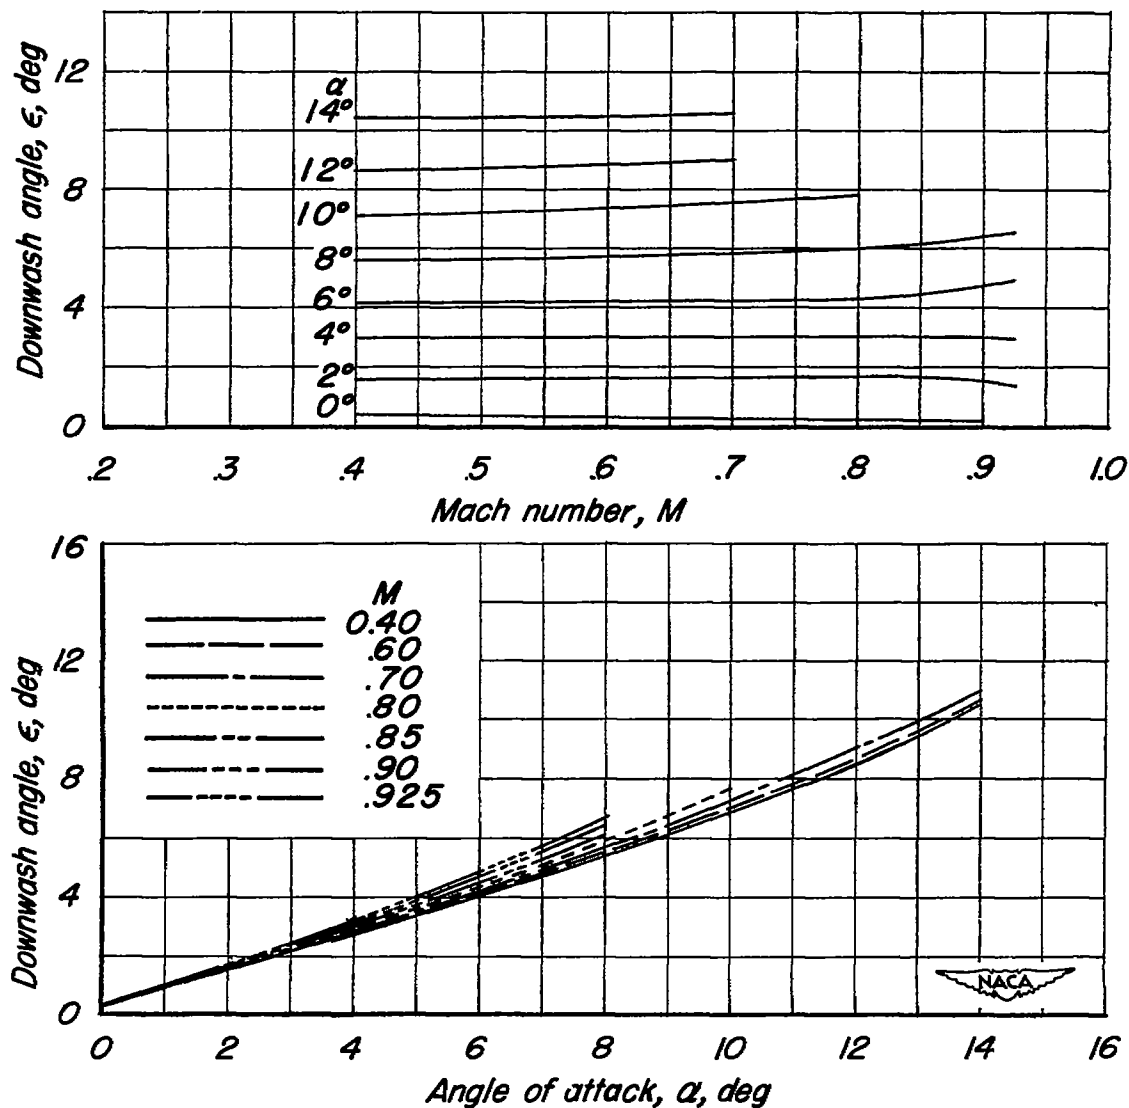 Downwash angle, ϵ, deg
12
8
4
0
α
14°
12°
10°
8°
6°
4°
2°
0°
.2 .3 .4 .5 .6 .7 .8 .9 1.0
Mach number, M
Downwash angle, ϵ, deg
16
12
8
4
0
M
0.40
.60
.70
.80
.85
.90
.925
NACA
0 2 4 6 8 10 12 14 16
Angle of attack, α, deg